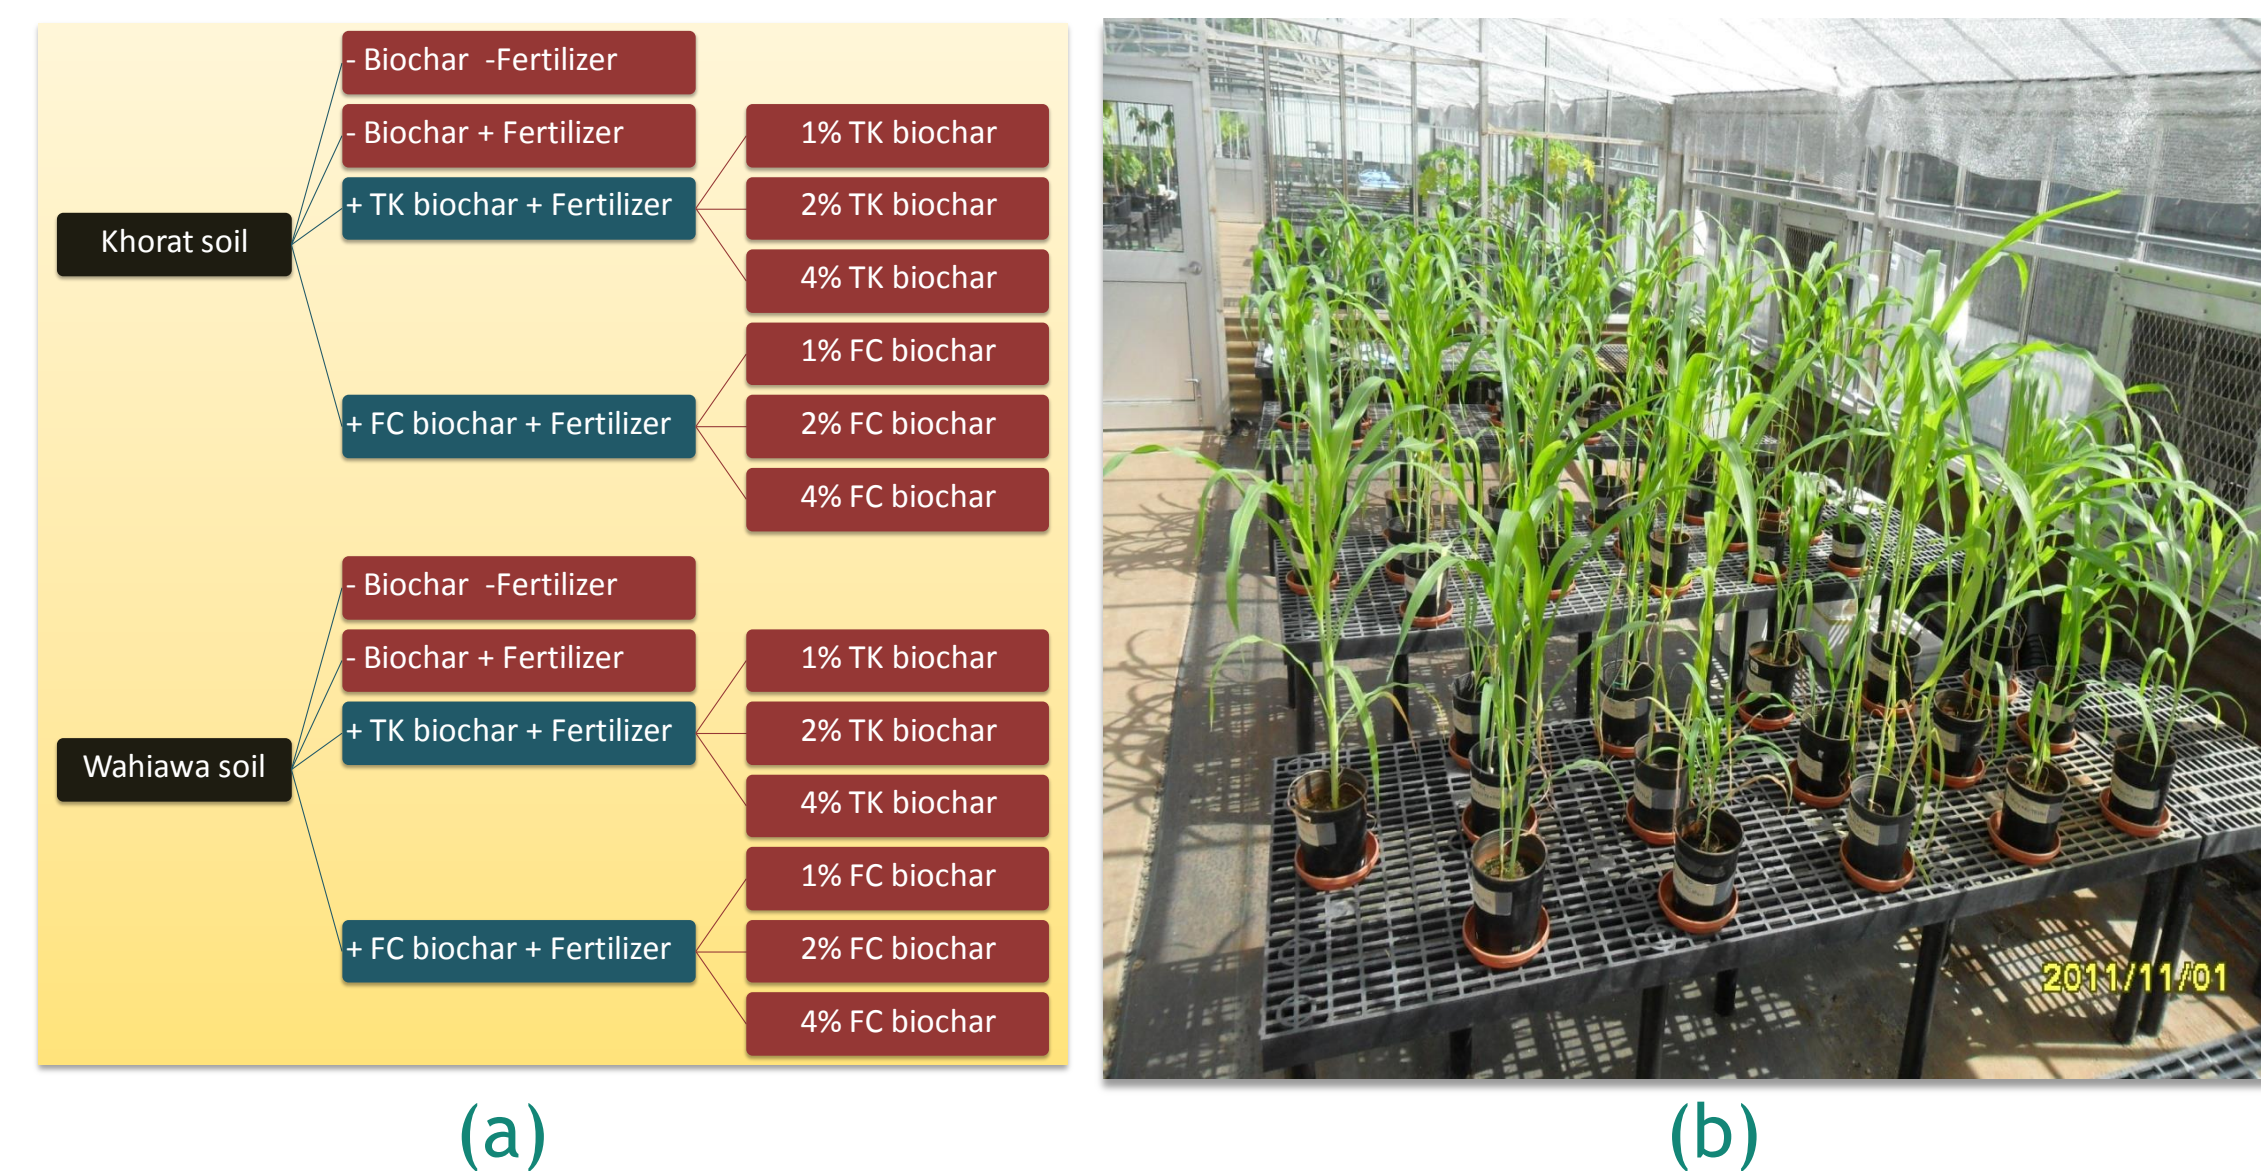 - Biochar  -Fertilizer
- Biochar + Fertilizer
1% TK biochar
+ TK biochar + Fertilizer
2% TK biochar
Khorat soil
4% TK biochar
1% FC biochar
+ FC biochar + Fertilizer
2% FC biochar
4% FC biochar
- Biochar  -Fertilizer
- Biochar + Fertilizer
1% TK biochar
+ TK biochar + Fertilizer
2% TK biochar
Wahiawa soil
4% TK biochar
1% FC biochar
+ FC biochar + Fertilizer
2% FC biochar
4% FC biochar
2011/11/01
(a)
(b)